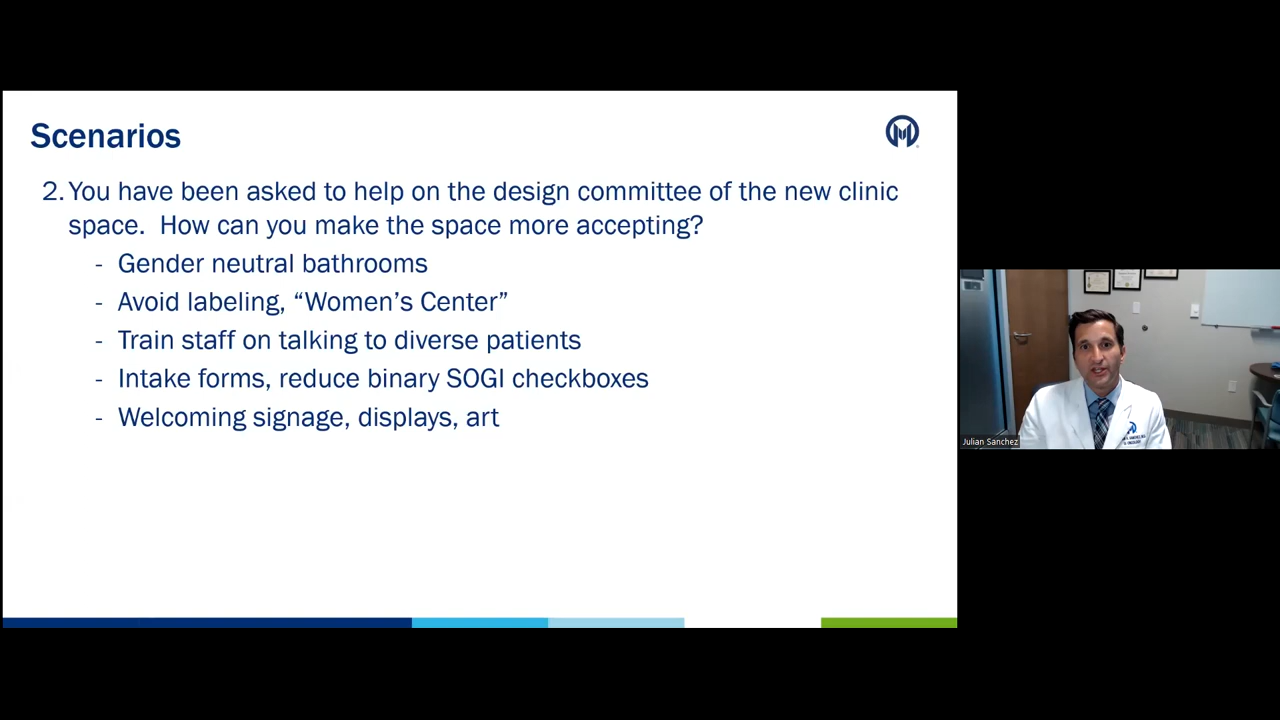 Scenarios
2. You have been asked to help on the design committee of the new clinic
space.  How can you make the space more accepting?
- Gender neutral bathrooms
- Avoid labeling, “Women’s Center”
- Train staff on talking to diverse patients
- Intake forms, reduce binary SOGI checkboxes
- Welcoming signage, displays, art
Julian Sanchez